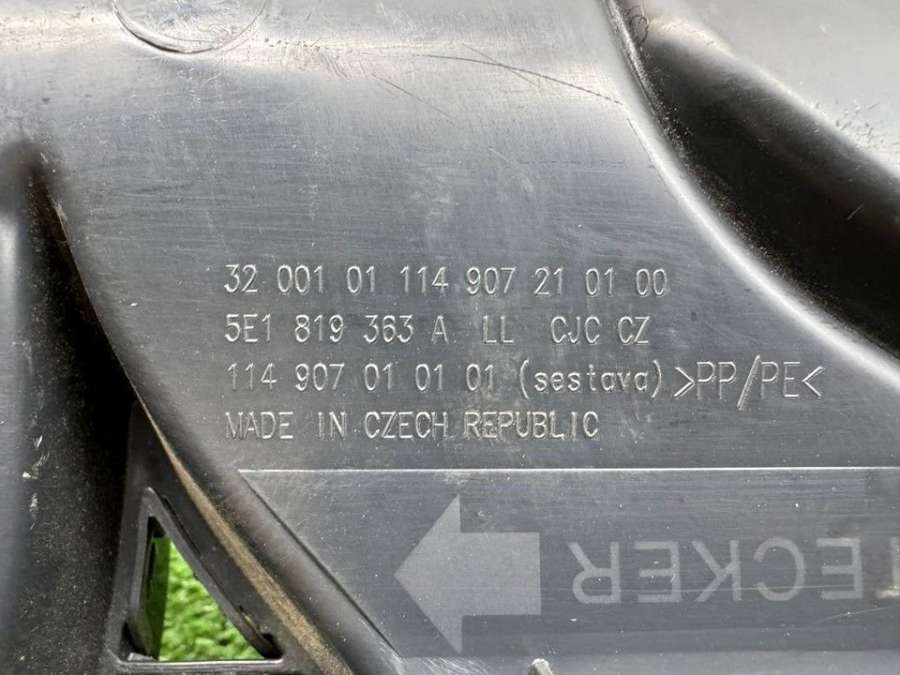 32 001 01 114 907 21 01 00
5E1 819 363 A LL CJC CZ
114 907 01 01 01 (sestava) >PP/PE<
MADE IN CZECH REPUBLIC